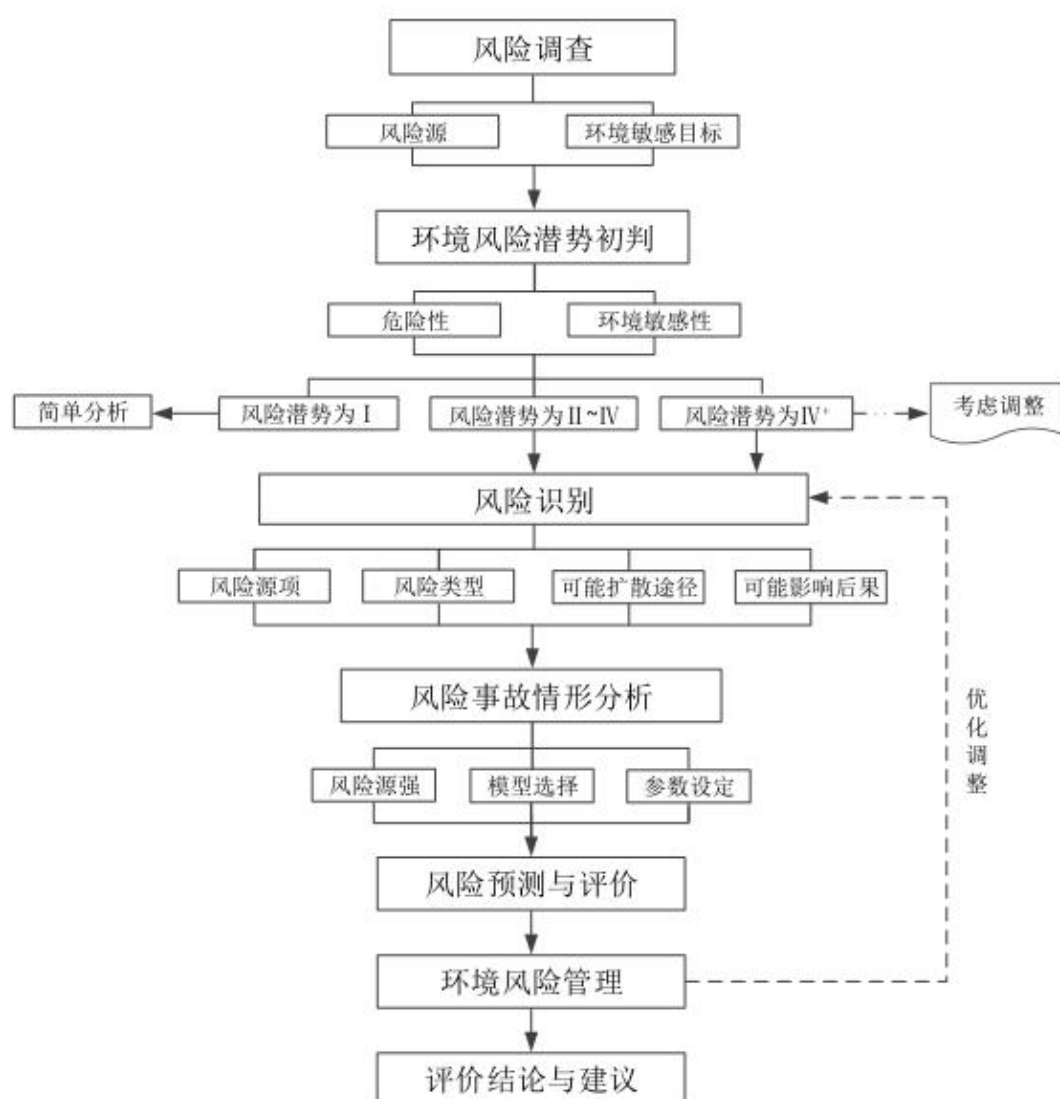 风险调查
风险源
环境敏感目标
环境风险潜势初判
危险性
环境敏感性
简单分析
风险潜势为Ⅰ
风险潜势为Ⅱ~Ⅳ
风险潜势为Ⅳ⁺
考虑调整
风险识别
风险源项
风险类型
可能扩散途径
可能影响后果
风险事故情形分析
优化调整
风险源强
模型选择
参数设定
风险预测与评价
环境风险管理
评价结论与建议